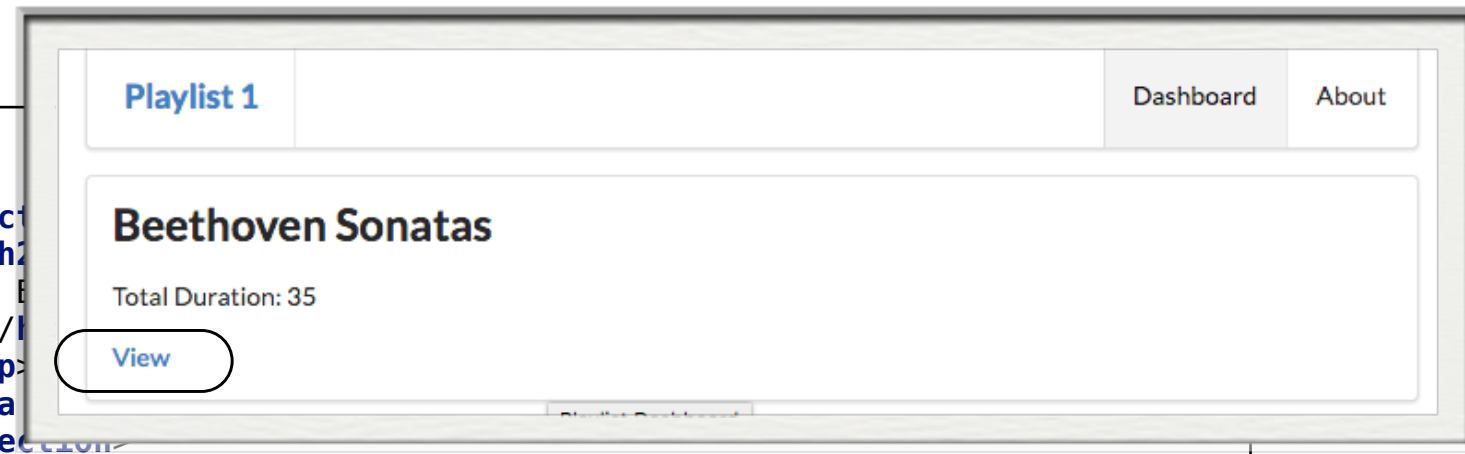 Playlist 1
Dashboard About
Beethoven Sonatas
Total Duration: 35
View